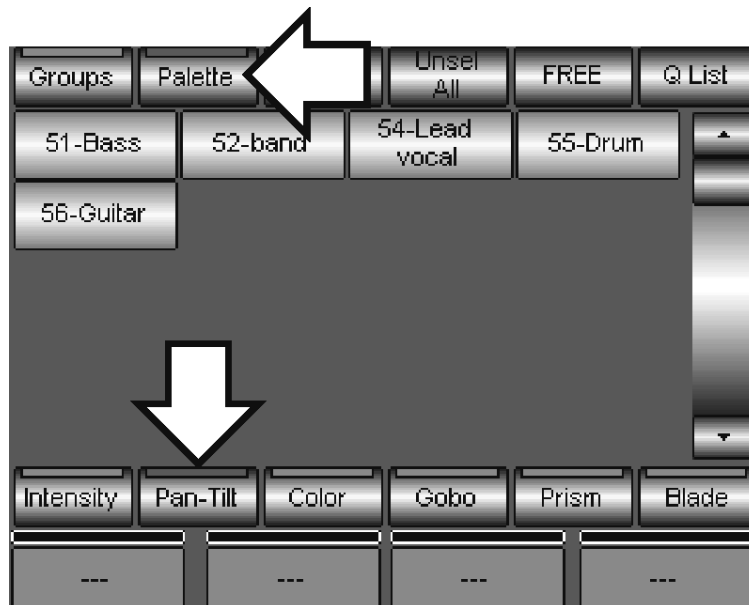 Groups Palette Unsel All FREE Q List
51-Bass 52-band 54-Lead vocal 55-Drum
56-Guitar
Intensity Pan-Tilt Color Gobo Prism Blade
--- --- --- ---